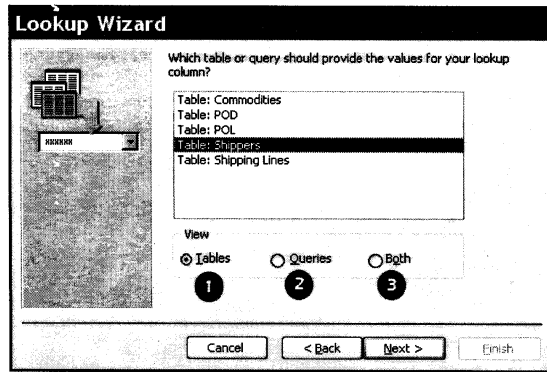 Lookup Wizard
Which table or query should provide the values for your lookup
column?
Table: Commodities
Table: POD
Table: POL
Table: Shippers
Table: Shipping Lines
xxxxxx
View
Tables
Queries
Both
1
2
3
Cancel
< Back
Next >
Finish